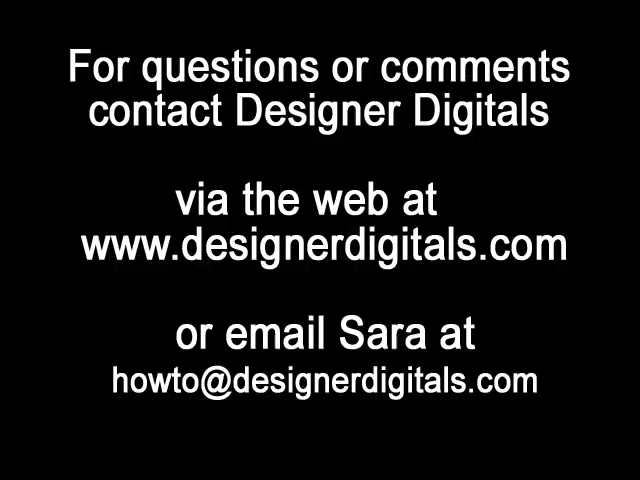 For questions or comments
contact Designer Digitals
via the web at
www.designerdigitals.com
or email Sara at
howto@designerdigitals.com